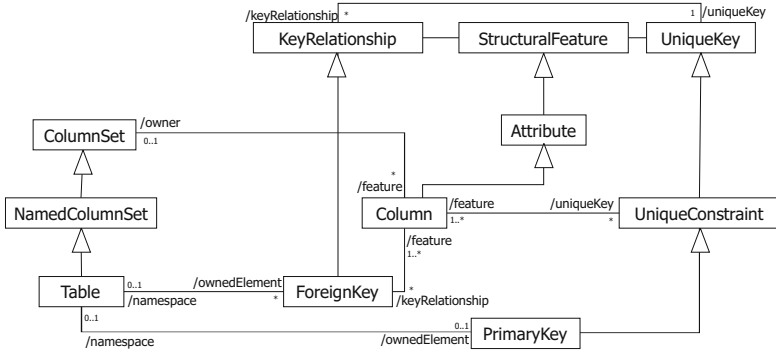 /keyRelationship * 1 /uniqueKey
KeyRelationship StructuralFeature UniqueKey
/owner
ColumnSet 0..1 Attribute
*
/feature
NamedColumnSet Column /feature /uniqueKey UniqueConstraint
1..* *
/feature
1..*
Table 0..1 /ownedElement ForeignKey *
/namespace * /keyRelationship
0..1 0..1 PrimaryKey
/namespace /ownedElement